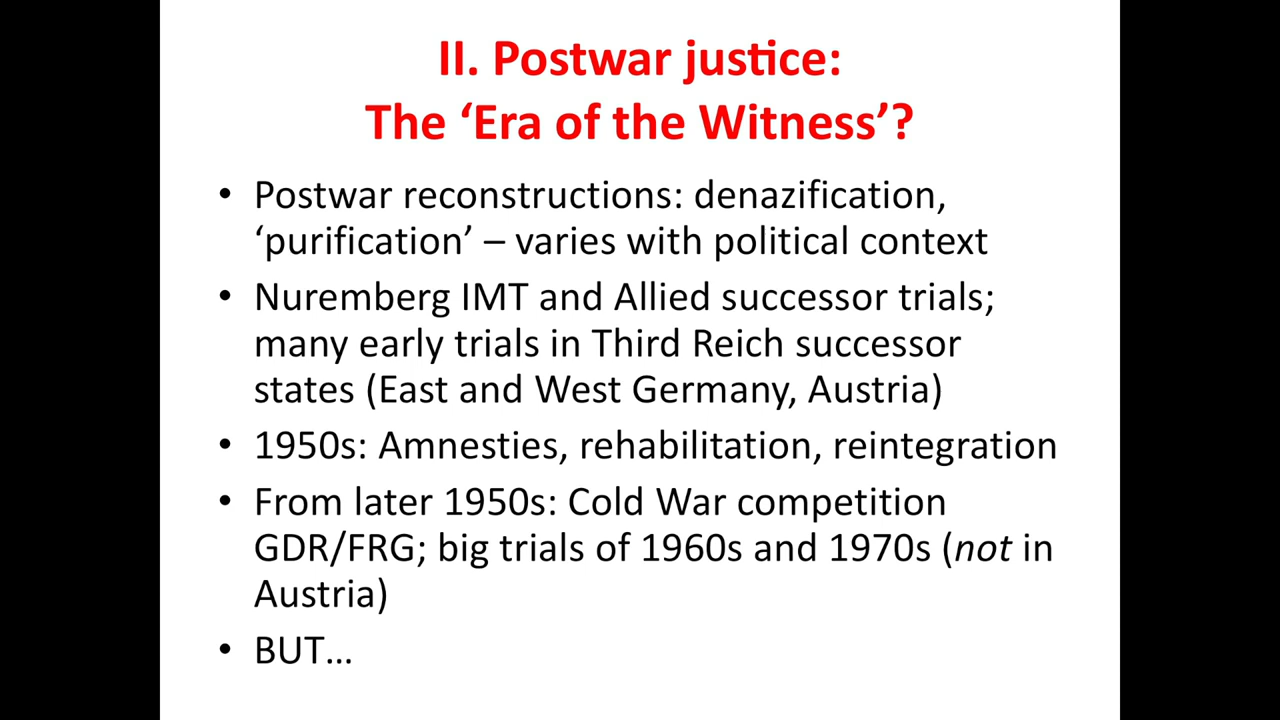 II. Postwar justice:
The ‘Era of the Witness’?
• Postwar reconstructions: denazification,
‘purification’ – varies with political context
• Nuremberg IMT and Allied successor trials;
many early trials in Third Reich successor
states (East and West Germany, Austria)
• 1950s: Amnesties, rehabilitation, reintegration
• From later 1950s: Cold War competition
GDR/FRG; big trials of 1960s and 1970s (not in
Austria)
• BUT…